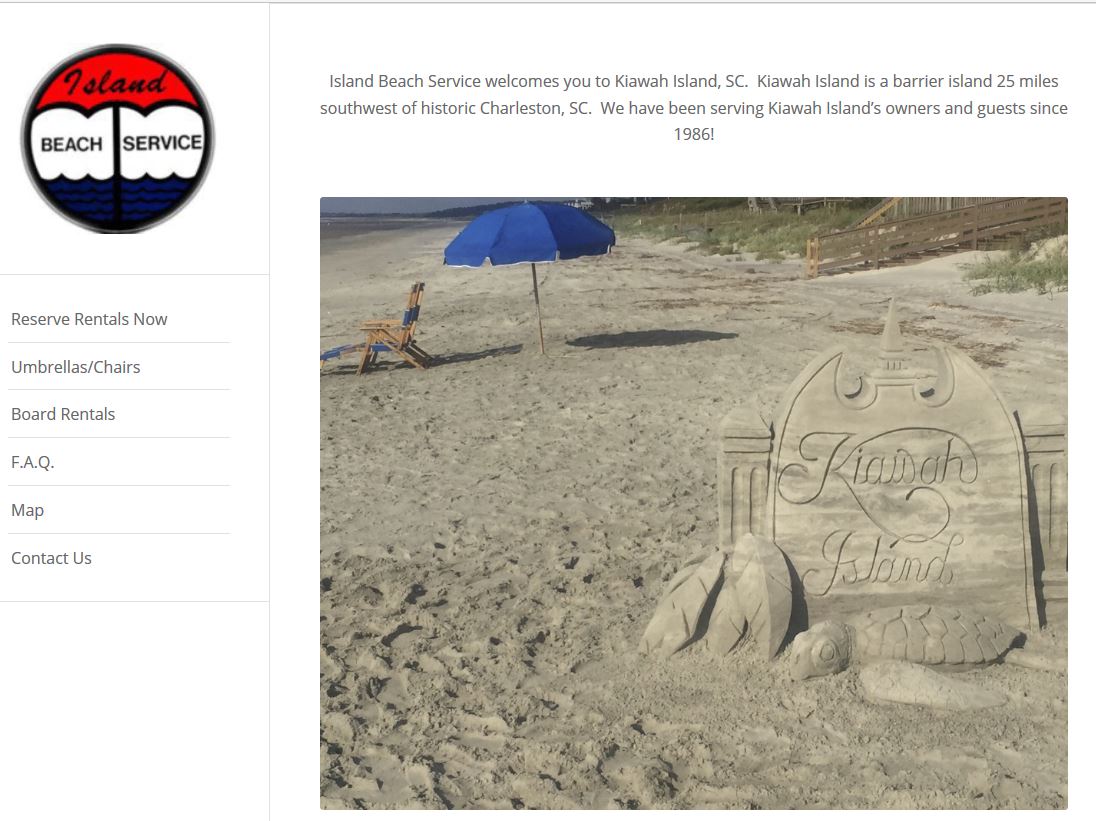 Island
BEACH SERVICE
Reserve Rentals Now
Umbrellas/Chairs
Board Rentals
F.A.Q.
Map
Contact Us
Island Beach Service welcomes you to Kiawah Island, SC.  Kiawah Island is a barrier island 25 miles
southwest of historic Charleston, SC.  We have been serving Kiawah Island’s owners and guests since
1986!
Kiawah
Island